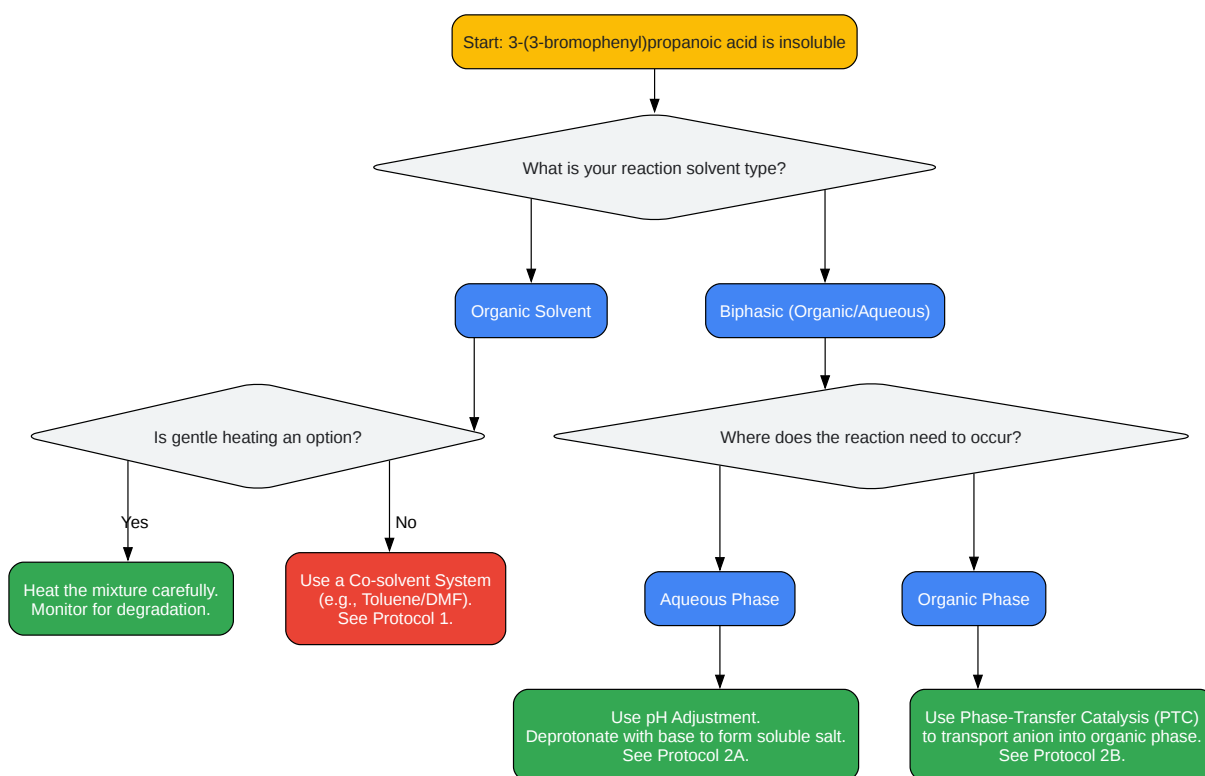 Start: 3-(3-bromophenyl)propanoic acid is insoluble
What is your reaction solvent type?
Organic Solvent
Biphasic (Organic/Aqueous)
Is gentle heating an option?
Where does the reaction need to occur?
Yes
No
Heat the mixture carefully.
Monitor for degradation.
Use a Co-solvent System
(e.g., Toluene/DMF).
See Protocol 1.
Aqueous Phase
Organic Phase
Use pH Adjustment.
Deprotonate with base to form soluble salt.
See Protocol 2A.
Use Phase-Transfer Catalysis (PTC)
to transport anion into organic phase.
See Protocol 2B.